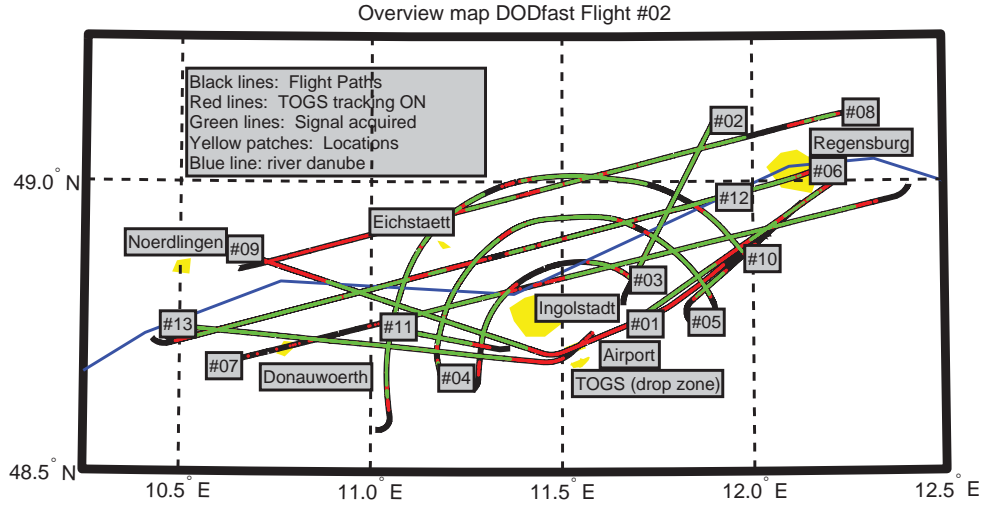 Overview map DODfast Flight #02
Black lines: Flight Paths
Red lines: TOGS tracking ON
Green lines: Signal acquired
Yellow patches: Locations
Blue line: river danube
#02
#08
Regensburg
49.0° N
#06
#12
Eichstaett
Noerdlingen
#09
#10
#03
Ingolstadt
#13
#11
#01
#05
#07
Airport
Donauwoerth
#04
TOGS (drop zone)
48.5° N
10.5° E
11.0° E
11.5° E
12.0° E
12.5° E